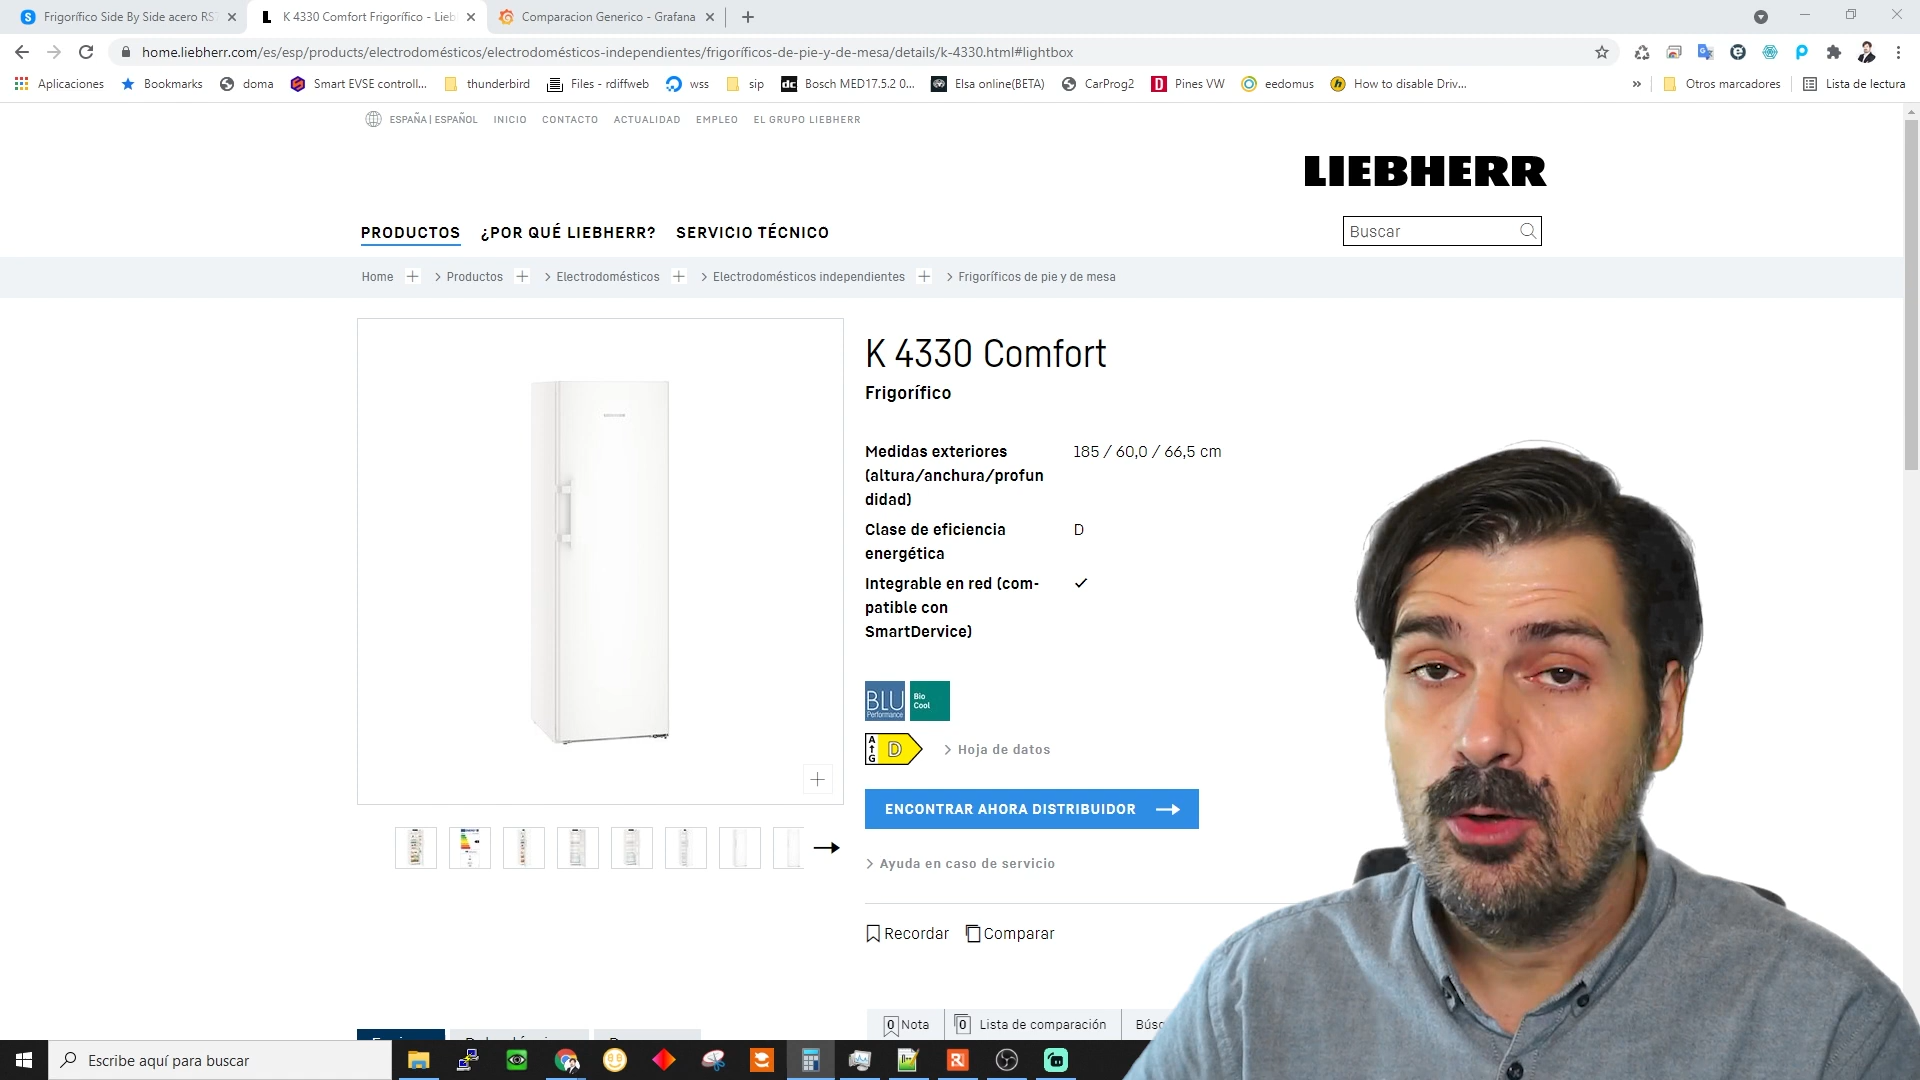 Frigorífico Side By Side acero RS7
K 4330 Comfort Frigorífico - Lieb
Comparacion Generico - Grafana
home.liebherr.com/es/esp/products/electrodomésticos/electrodomésticos-independientes/frigoríficos-de-pie-y-de-mesa/details/k-4330.html#lightbox
Aplicaciones Bookmarks doma Smart EVSE controll... thunderbird Files - rdiffweb wss sip Bosch MED17.5.2 0... Elsa online(BETA) CarProg2 Pines VW eedomus How to disable Driv... » Otros marcadores Lista de lectura
ESPAÑA | ESPAÑOL INICIO CONTACTO ACTUALIDAD EMPLEO EL GRUPO LIEBHERR
LIEBHERR
PRODUCTOS ¿POR QUÉ LIEBHERR? SERVICIO TÉCNICO
Buscar
Home Productos Electrodomésticos Electrodomésticos independientes Frigoríficos de pie y de mesa
K 4330 Comfort
Frigorífico
Medidas exteriores 185 / 60,0 / 66,5 cm
(altura/anchura/profun
didad)
Clase de eficiencia D
energética
Integrable en red (com-
patible con
SmartDervice)
BLU
Performance
Bio
Cool
A
G
D
Hoja de datos
ENCONTRAR AHORA DISTRIBUIDOR
Ayuda en caso de servicio
Recordar Comparar
0 Nota 0 Lista de comparación Búsq
Escribe aquí para buscar